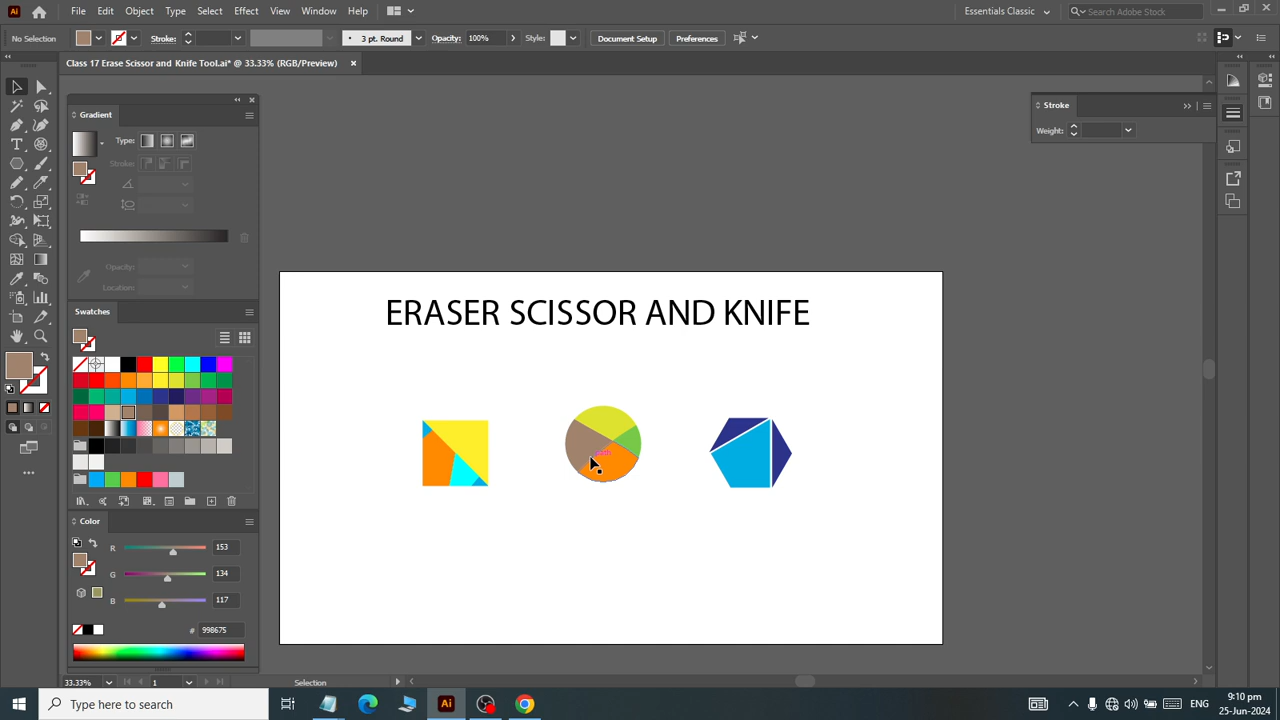 Ai File Edit Object Type Select Effect View Window Help Essentials Classic Search Adobe Stock
No Selection Stroke: 3 pt. Round Opacity: 100% Style: Document Setup Preferences
Class 17 Erase Scissor and Knife Tool.ai* @ 33.33% (RGB/Preview)
Gradient
Type:
Stroke:
Opacity:
Location:
Stroke
Weight:
Swatches
Color
R 153
G 134
B 117
# 998675
ERASER SCISSOR AND KNIFE
path
33.33% 1 Selection
Type here to search
Ai
ENG
9:10 pm
25-Jun-2024